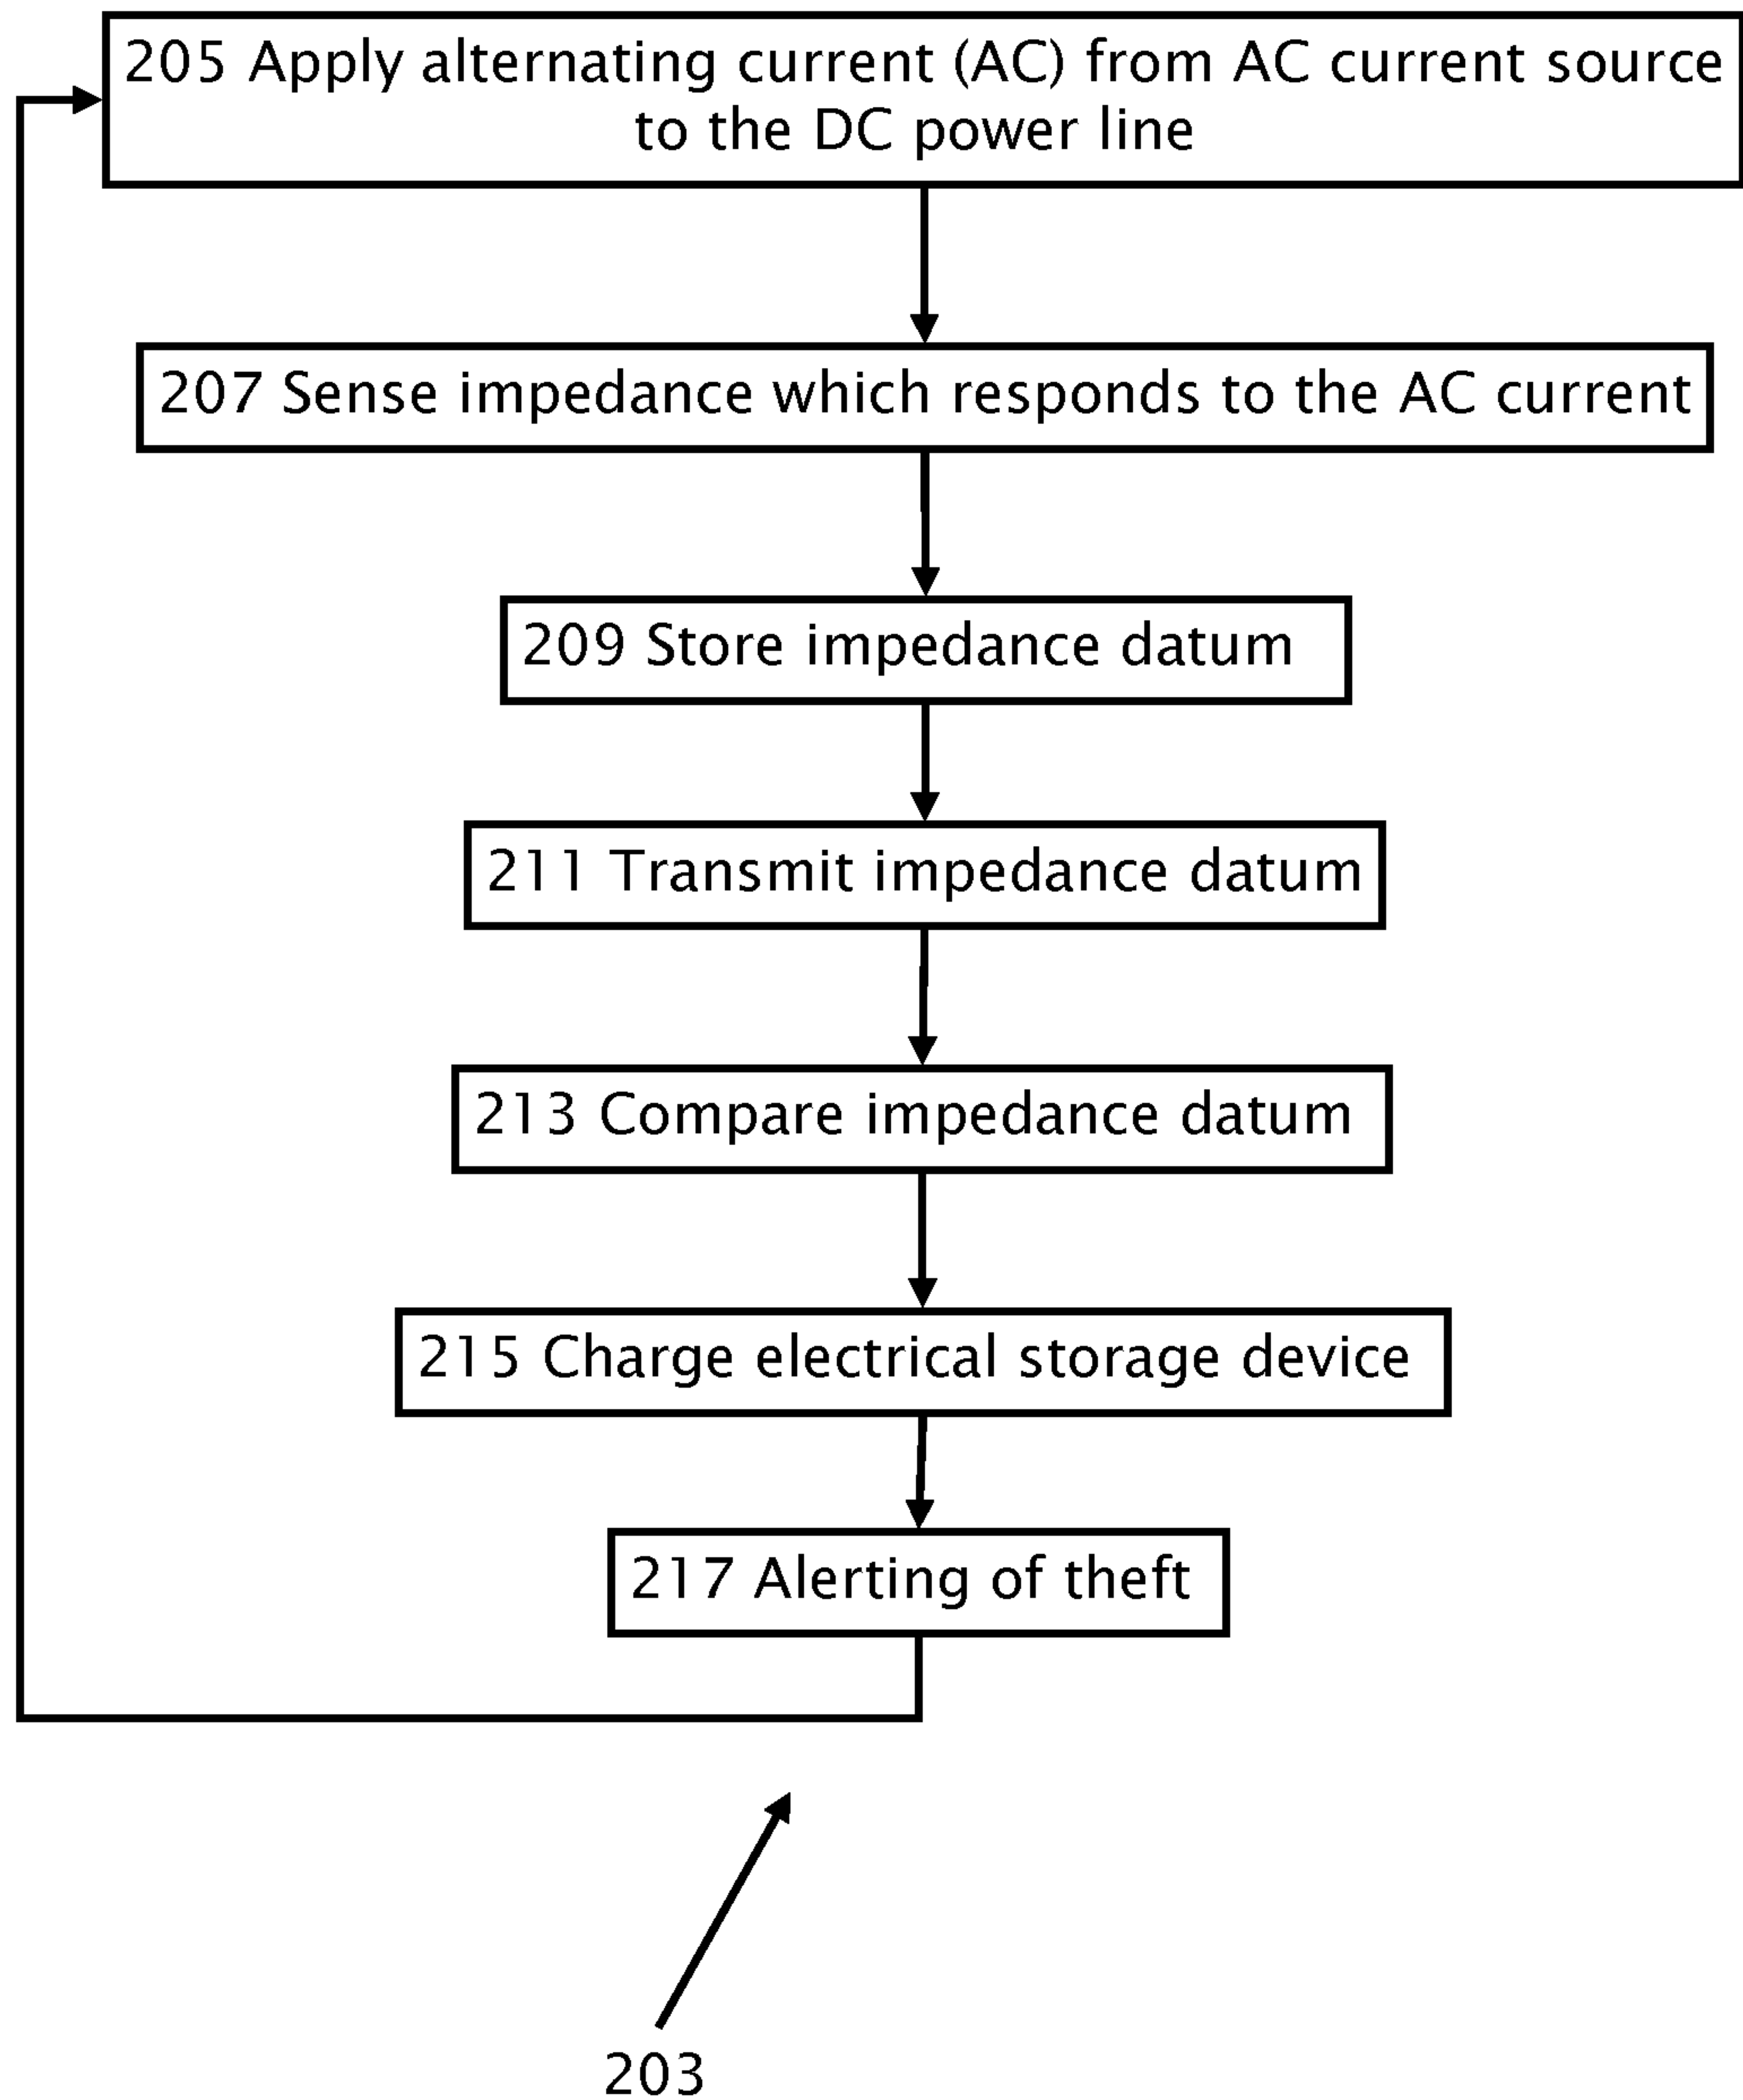 205 Apply alternating current (AC) from AC current source
to the DC power line
207 Sense impedance which responds to the AC current
209 Store impedance datum
211 Transmit impedance datum
213 Compare impedance datum
215 Charge electrical storage device
217 Alerting of theft
203